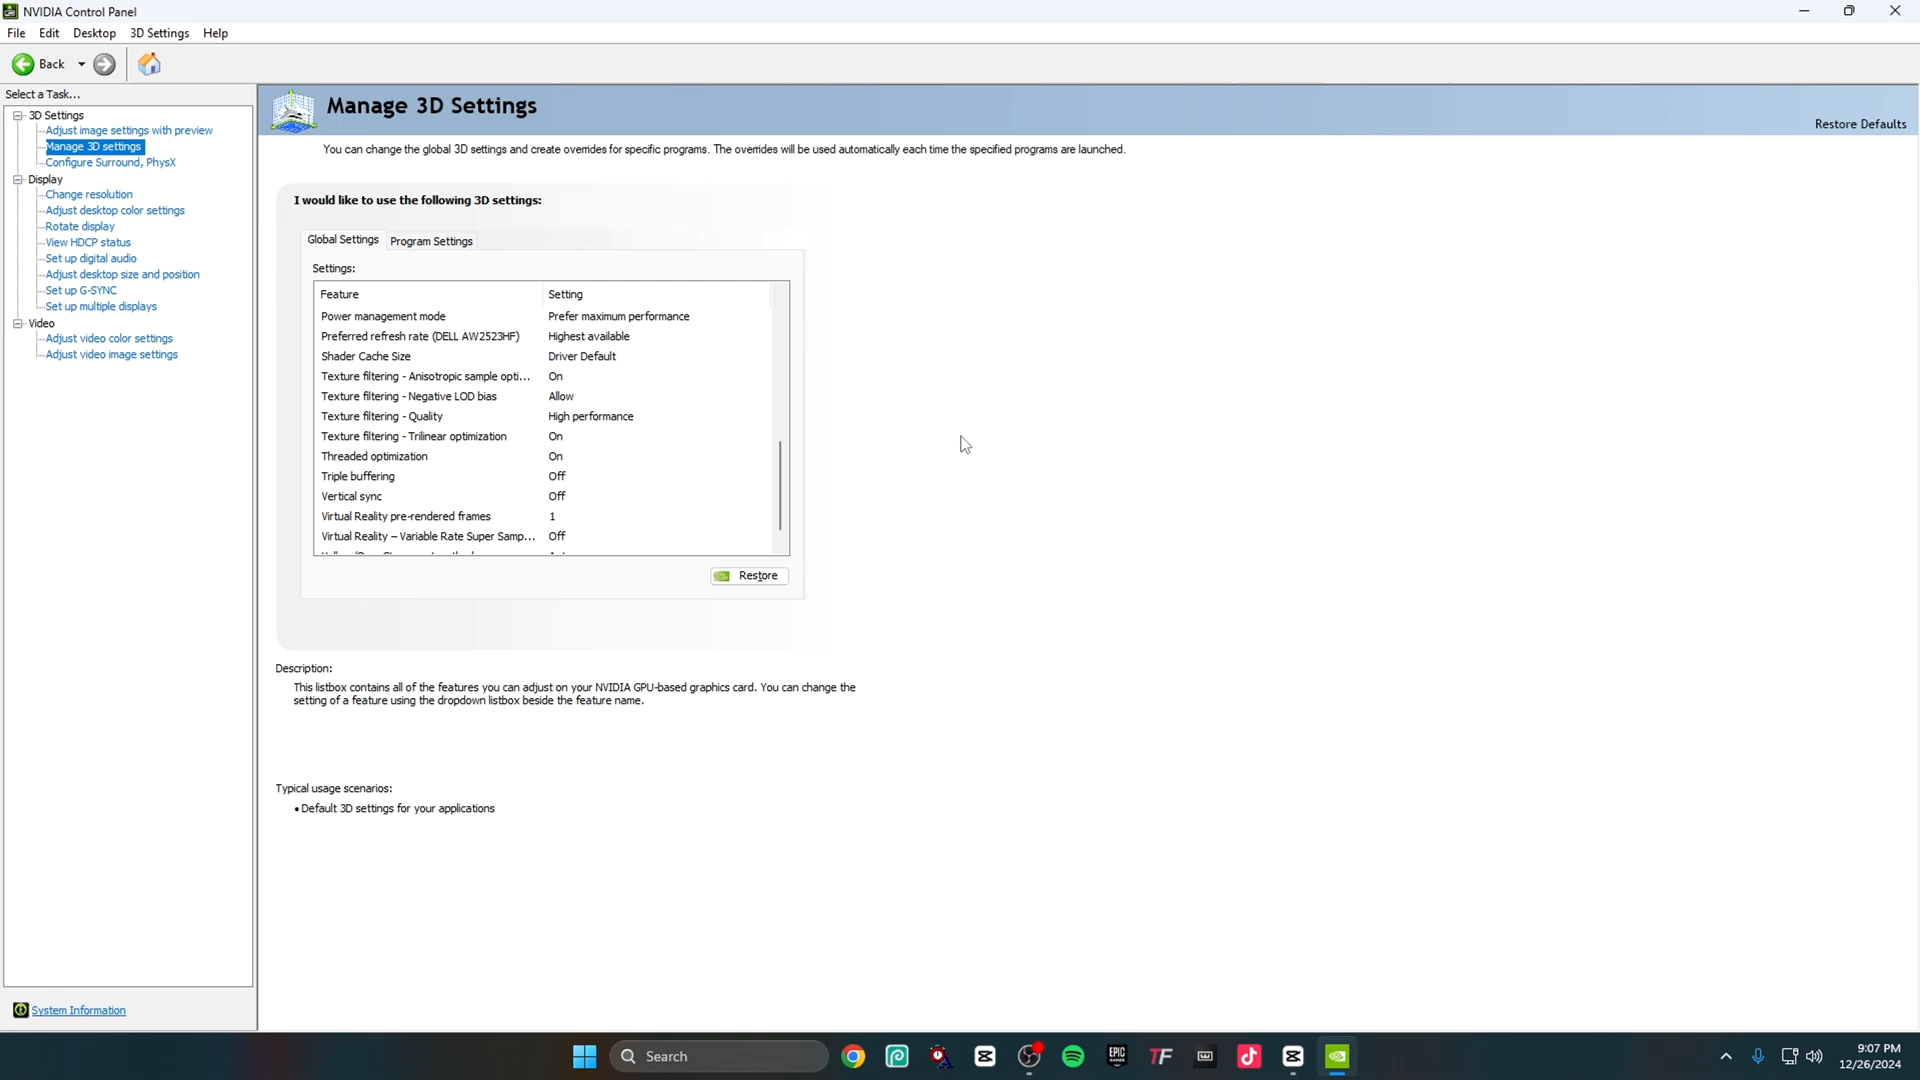 NVIDIA Control Panel
File Edit Desktop 3D Settings Help
Back
Select a Task...
3D Settings
Adjust image settings with preview
Manage 3D settings
Configure Surround, PhysX
Display
Change resolution
Adjust desktop color settings
Rotate display
View HDCP status
Set up digital audio
Adjust desktop size and position
Set up G-SYNC
Set up multiple displays
Video
Adjust video color settings
Adjust video image settings
System Information
Manage 3D Settings
Restore Defaults
You can change the global 3D settings and create overrides for specific programs. The overrides will be used automatically each time the specified programs are launched.
I would like to use the following 3D settings:
Global Settings Program Settings
Settings:
Feature Setting
Power management mode Prefer maximum performance
Preferred refresh rate (DELL AW2523HF) Highest available
Shader Cache Size Driver Default
Texture filtering - Anisotropic sample opti... On
Texture filtering - Negative LOD bias Allow
Texture filtering - Quality High performance
Texture filtering - Trilinear optimization On
Threaded optimization On
Triple buffering Off
Vertical sync Off
Virtual Reality pre-rendered frames 1
Virtual Reality – Variable Rate Super Samp... Off
Restore
Description:
This listbox contains all of the features you can adjust on your NVIDIA GPU-based graphics card. You can change the
setting of a feature using the dropdown listbox beside the feature name.
Typical usage scenarios:
• Default 3D settings for your applications
Search
EPIC
GAMES
TF
9:07 PM
12/26/2024